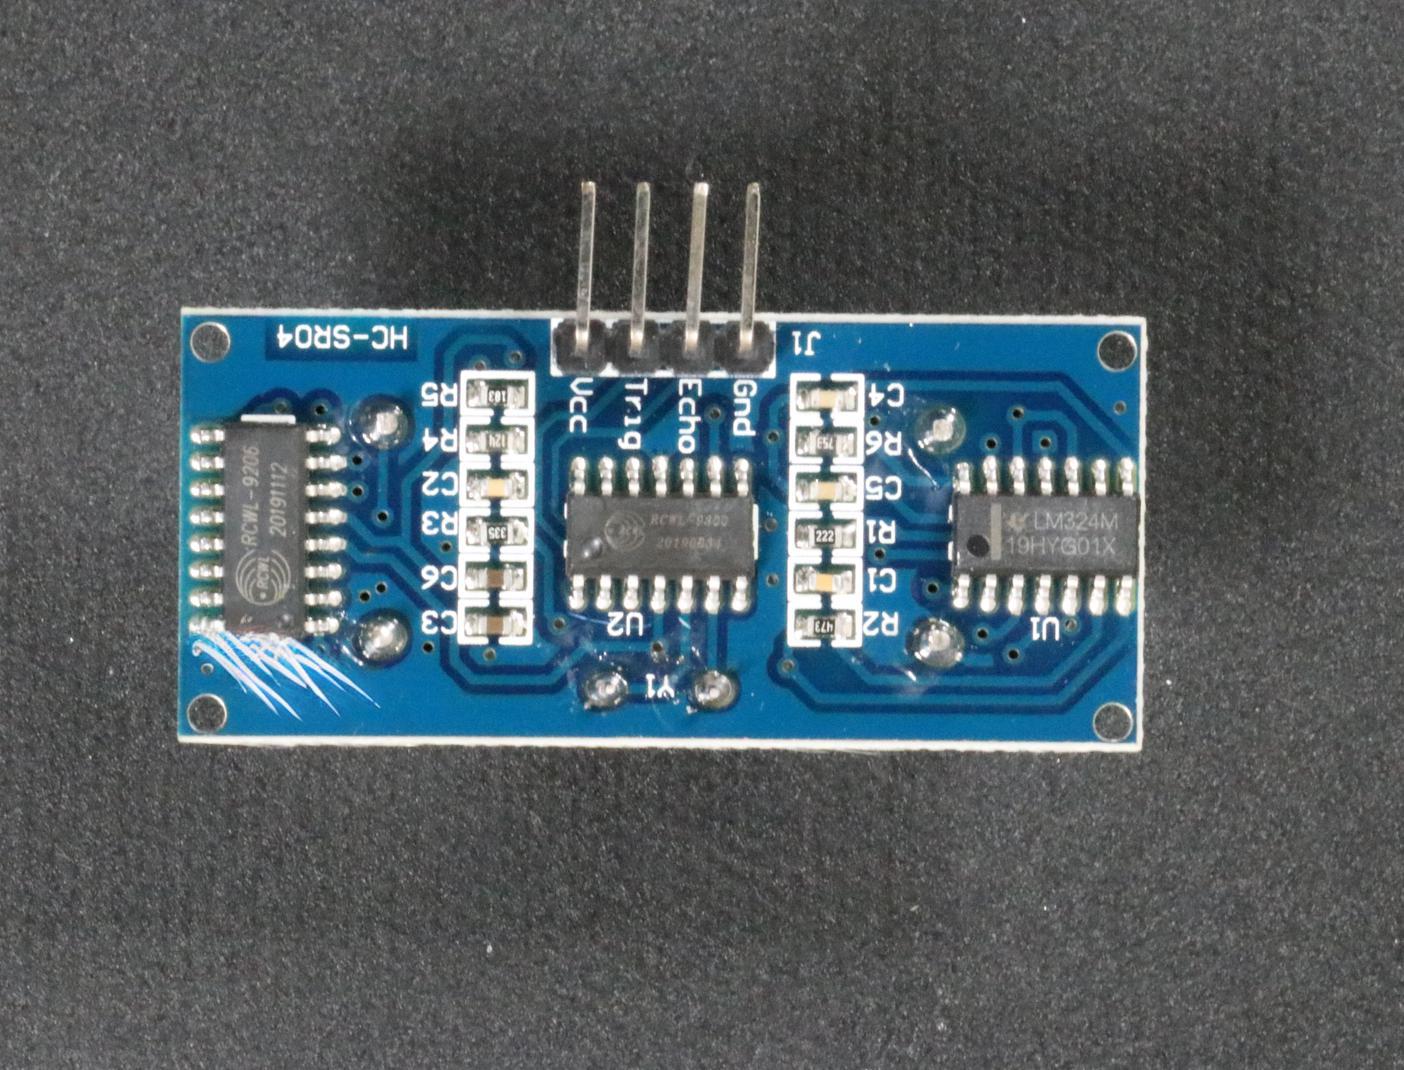 HC-SR04
J1
Vcc
Trig
Echo
Gnd
R5
103
R4
124
C2
R3
335
C6
C3
C4
R6
753
C5
R1
222
C1
R2
473
RCWL-9206
20191112
RCWL
RCWL-9300
LM324M
19HYG01X
U2
U1
Y1